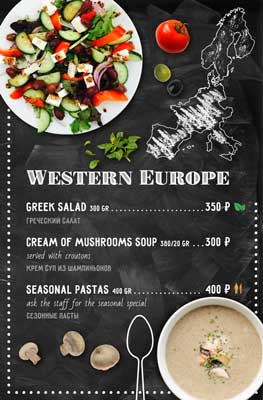 WESTERN EUROPE
GREEK SALAD 300 GR ........................ 350 ₽
ГРЕЧЕСКИЙ САЛАТ
CREAM OF MUSHROOMS SOUP 380/20 GR ... 300 ₽
served with croutons
КРЕМ СУП ИЗ ШАМПИНЬОНОВ
SEASONAL PASTAS 400 GR .................. 400 ₽
ask the staff for the seasonal special
СЕЗОННЫЕ ПАСТЫ